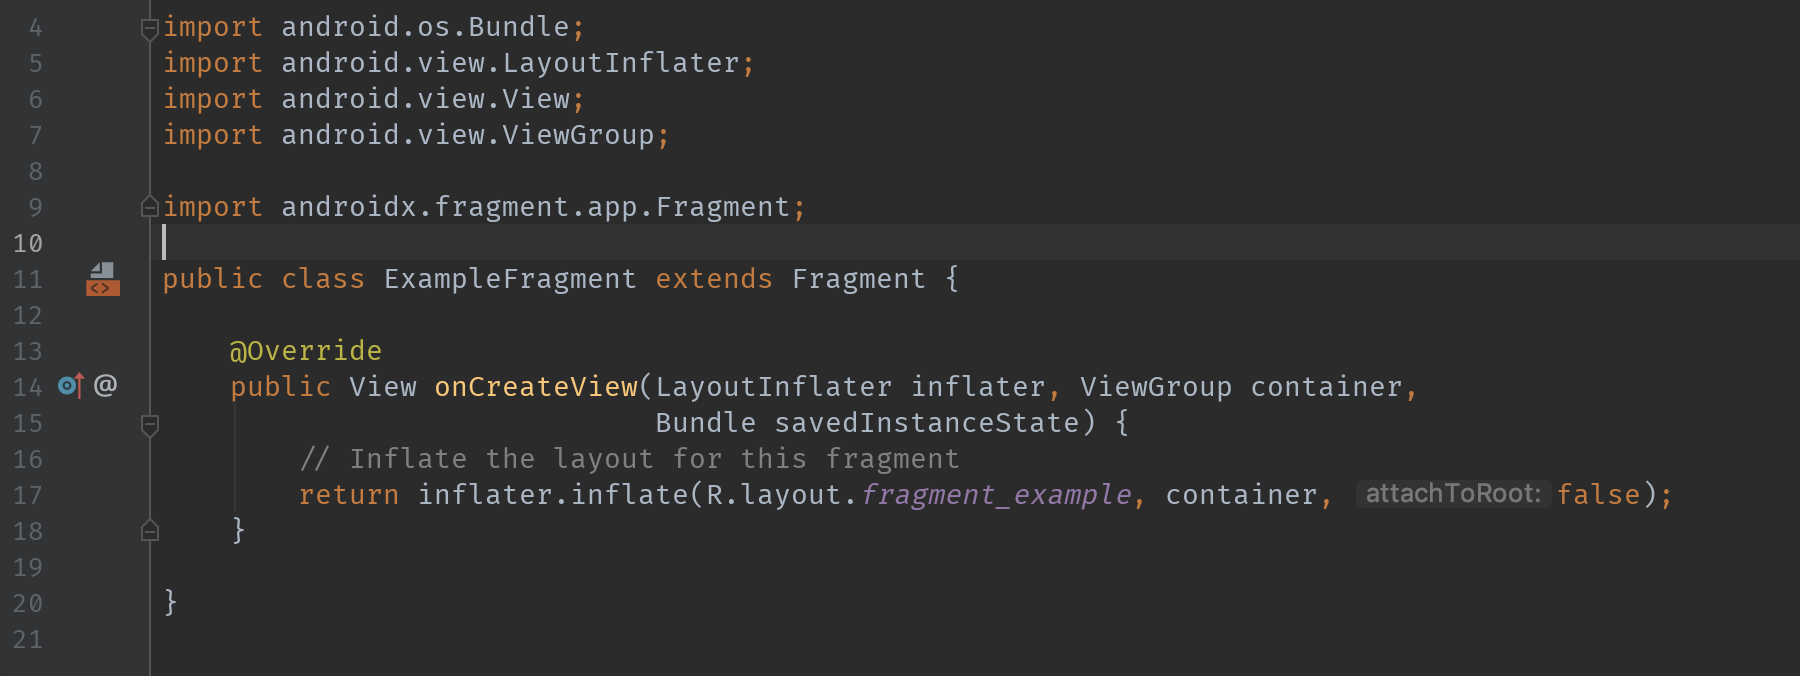 4 import android.os.Bundle;
5 import android.view.LayoutInflater;
6 import android.view.View;
7 import android.view.ViewGroup;
8
9 import androidx.fragment.app.Fragment;
10
11 <> public class ExampleFragment extends Fragment {
12
13 @Override
14 @ public View onCreateView(LayoutInflater inflater, ViewGroup container,
15 Bundle savedInstanceState) {
16 // Inflate the layout for this fragment
17 return inflater.inflate(R.layout.fragment_example, container, attachToRoot: false);
18 }
19
20 }
21